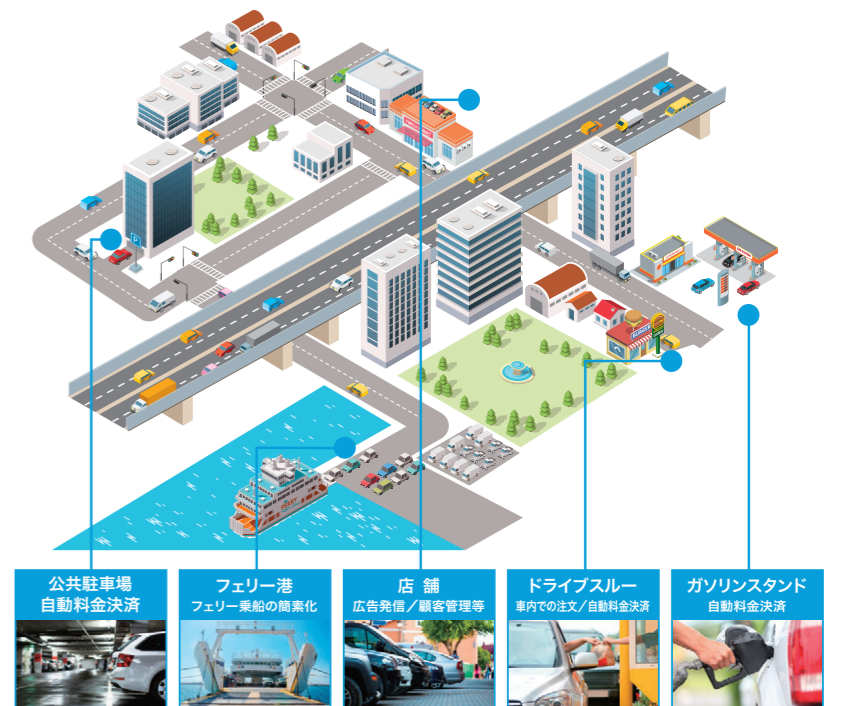 P
FERRY
BURGER
公共駐車場
自動料金決済
フェリー港
フェリー乗船の簡素化
店 舗
広告発信／顧客管理等
ドライブスルー
車内での注文／自動料金決済
ガソリンスタンド
自動料金決済